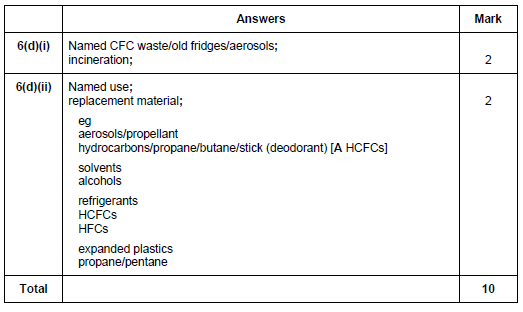 Answers Mark
6(d)(i) Named CFC waste/old fridges/aerosols;
incineration; 2
6(d)(ii) Named use;
replacement material; 2
eg
aerosols/propellant
hydrocarbons/propane/butane/stick (deodorant) [A HCFCs]
solvents
alcohols
refrigerants
HCFCs
HFCs
expanded plastics
propane/pentane
Total 10